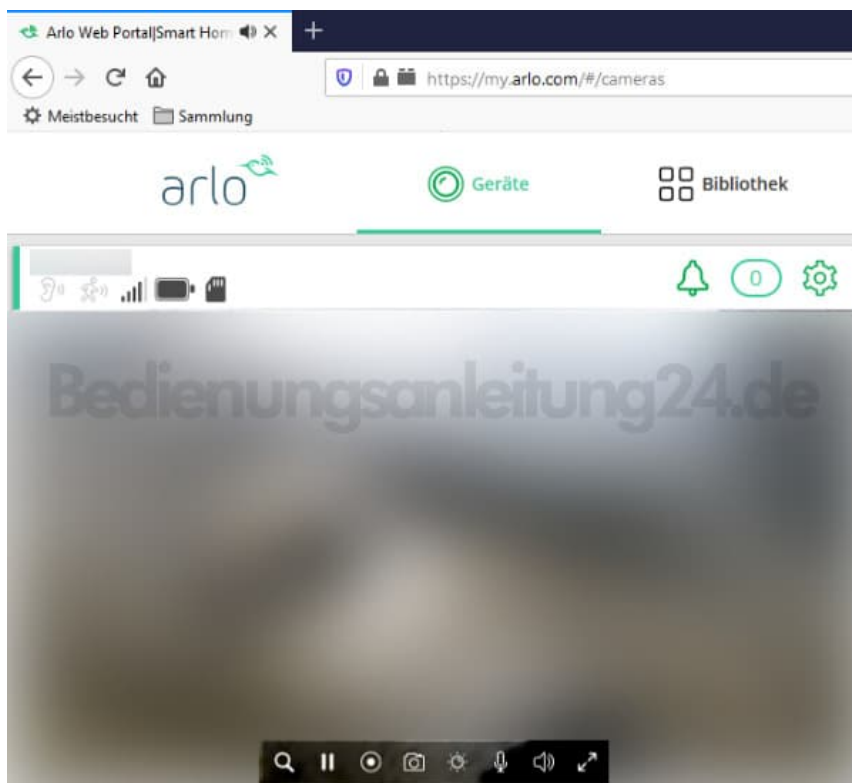 Arlo Web Portal|Smart Hom
https://my.arlo.com/#/cameras
Meistbesucht Sammlung
arlo Geräte Bibliothek
0
Bedienungsanleitung24.de